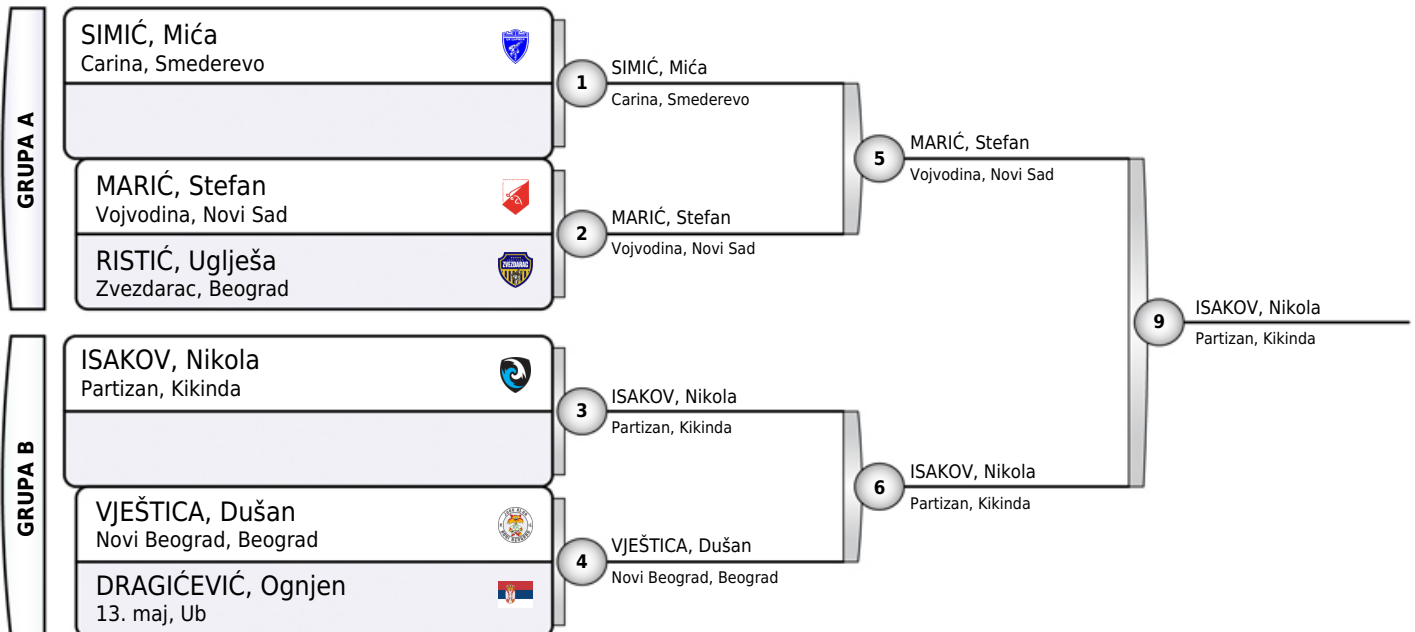 GRUPA A
SIMIĆ, Mića
Carina, Smederevo
MARIĆ, Stefan
Vojvodina, Novi Sad
RISTIĆ, Uglješa
Zvezdarac, Beograd
1
SIMIĆ, Mića
Carina, Smederevo
2
MARIĆ, Stefan
Vojvodina, Novi Sad
5
MARIĆ, Stefan
Vojvodina, Novi Sad
GRUPA B
ISAKOV, Nikola
Partizan, Kikinda
VJEŠTICA, Dušan
Novi Beograd, Beograd
DRAGIĆEVIĆ, Ognjen
13. maj, Ub
3
ISAKOV, Nikola
Partizan, Kikinda
4
VJEŠTICA, Dušan
Novi Beograd, Beograd
6
ISAKOV, Nikola
Partizan, Kikinda
9
ISAKOV, Nikola
Partizan, Kikinda